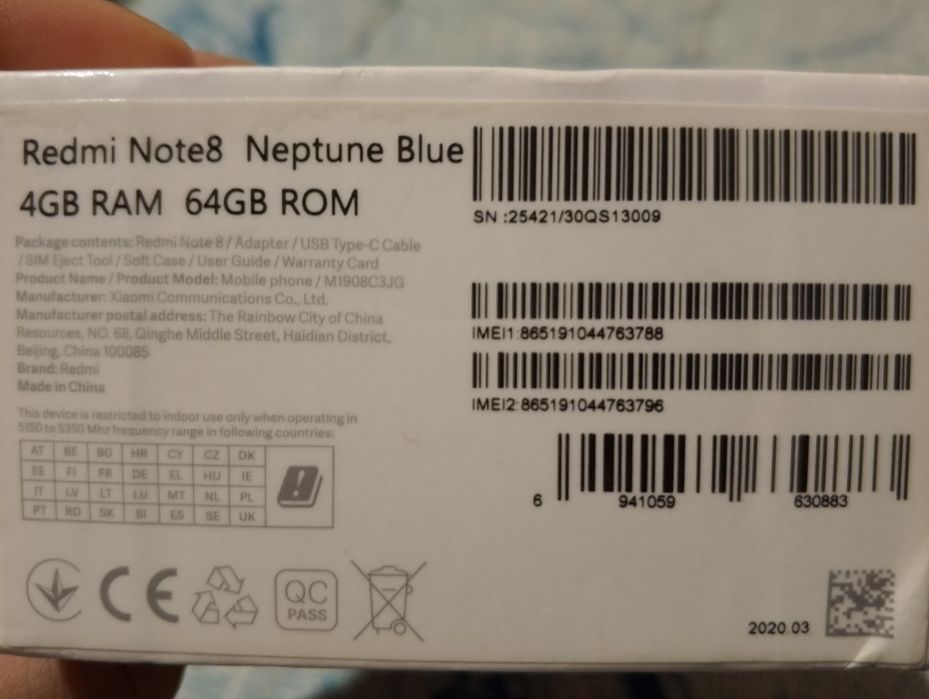 Redmi Note8 Neptune Blue
4GB RAM 64GB ROM
Package contents: Redmi Note 8 / Adapter / USB Type-C Cable
/ SIM Eject Tool / Soft Case / User Guide / Warranty Card
Product Name / Product Model: Mobile phone / M1908C3JG
Manufacturer: Xiaomi Communications Co., Ltd.
Manufacturer postal address: The Rainbow City of China
Resources, NO. 68, Qinghe Middle Street, Haidian District,
Beijing, China 100085
Brand: Redmi
Made in China
This device is restricted to indoor use only when operating in
5150 to 5350 Mhz frequency range in following countries:
AT BE BG HR CY CZ DK
EE FI FR DE EL HU IE
IT LV LT LU MT NL PL
PT RO SK SI ES SE UK
CE
QC
PASS
SN :25421/30QS13009
IMEI1:865191044763788
IMEI2:865191044763796
6 941059 630883
2020.03